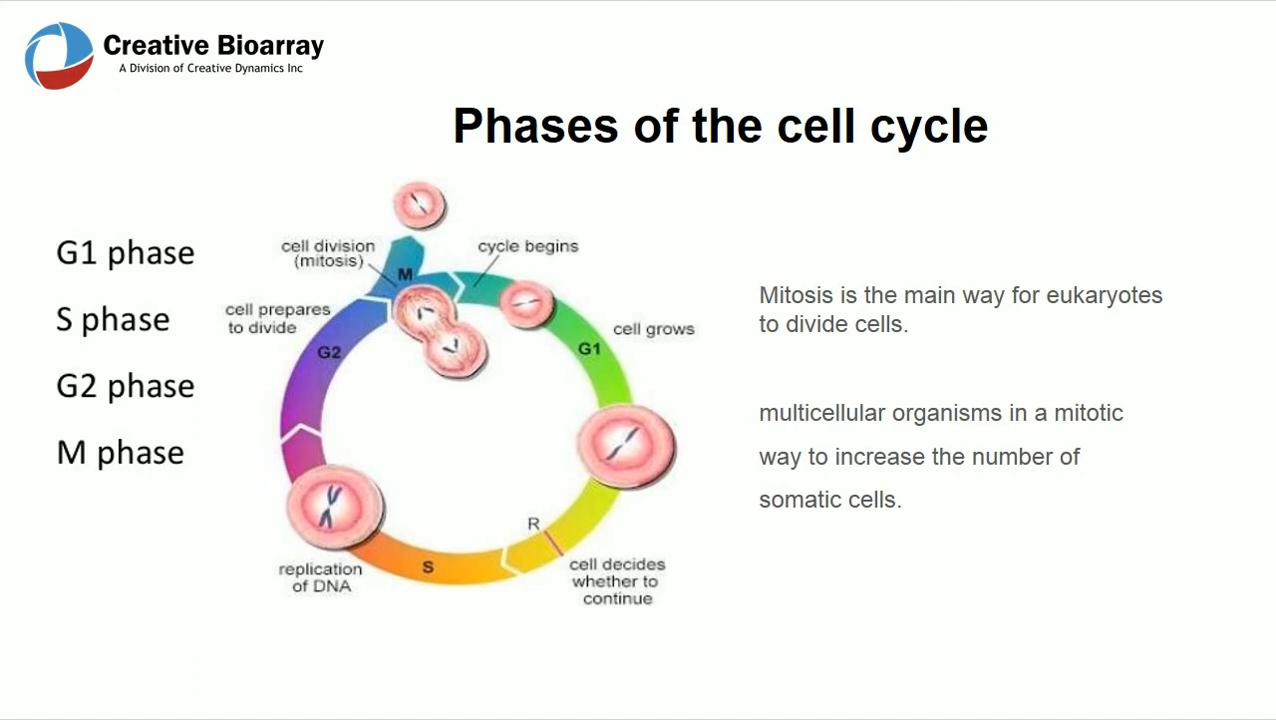 Creative Bioarray
A Division of Creative Dynamics Inc
Phases of the cell cycle
G1 phase
S phase
G2 phase
M phase
cell division
(mitosis)
M
cycle begins
cell prepares
to divide
G2
cell grows
G1
R
cell decides
whether to
continue
S
replication
of DNA
Mitosis is the main way for eukaryotes
to divide cells.
multicellular organisms in a mitotic
way to increase the number of
somatic cells.